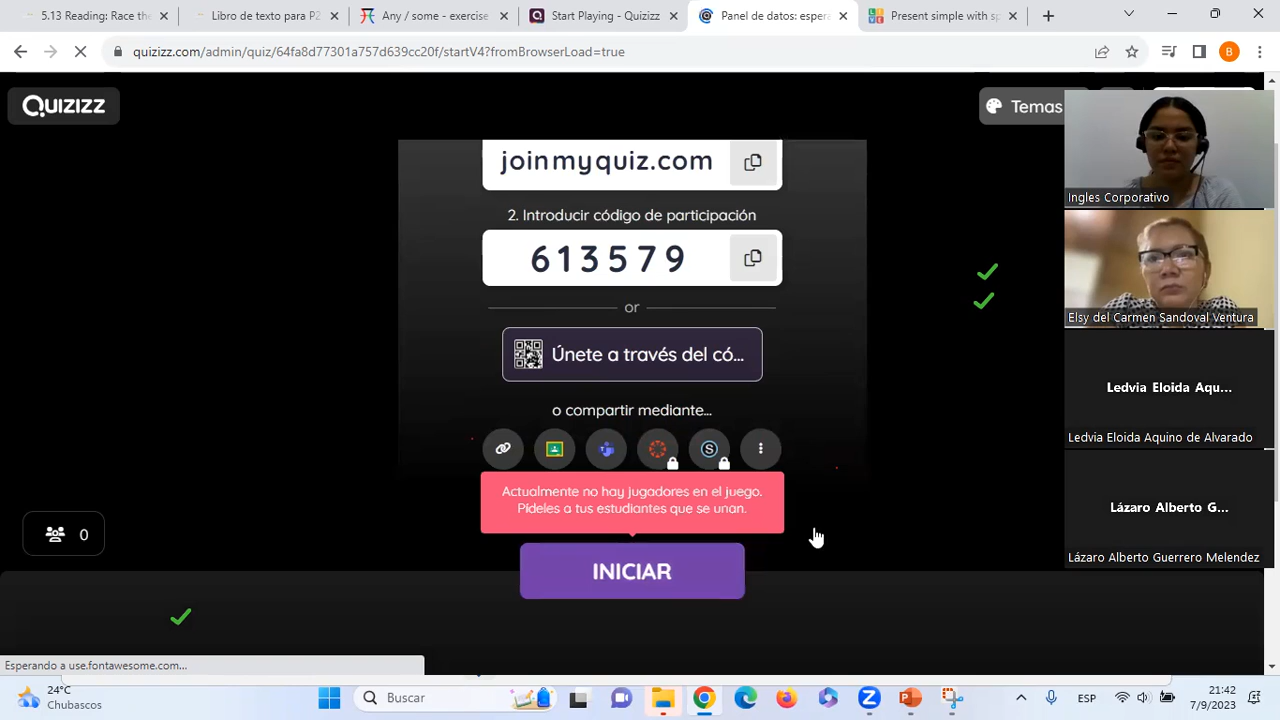 5.13 Reading: Race the
Libro de texto para P2
Any / some - exercise
Start Playing - Quizizz
Panel de datos: espera
Present simple with sp
quizizz.com/admin/quiz/64fa8d77301a757d639cc20f/startV4?fromBrowserLoad=true
B
QUIZIZZ
Temas
joinmyquiz.com
2. Introducir código de participación
613579
or
Únete a través del có...
o compartir mediante...
Actualmente no hay jugadores en el juego.
Pídeles a tus estudiantes que se unan.
INICIAR
0
Ingles Corporativo
Elsy del Carmen Sandoval Ventura
Ledvia Eloida Aqu...
Ledvia Eloida Aquino de Alvarado
Lázaro Alberto G...
Lázaro Alberto Guerrero Melendez
Esperando a use.fontawesome.com...
24°C
Chubascos
Buscar
ESP
21:42
7/9/2023